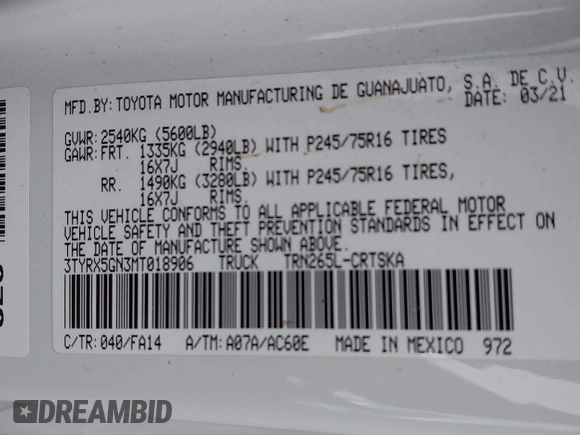 MFD.BY:TOYOTA MOTOR MANUFACTURING DE GUANAJUATO, S.A. DE C.V.
DATE: 03/21
GVWR:2540KG (5600LB)
GAWR:FRT. 1335KG (2940LB) WITH P245/75R16 TIRES
16X7J RIMS.
RR. 1490KG (3280LB) WITH P245/75R16 TIRES,
16X7J RIMS.
THIS VEHICLE CONFORMS TO ALL APPLICABLE FEDERAL MOTOR
VEHICLE SAFETY AND THEFT PREVENTION STANDARDS IN EFFECT ON
THE DATE OF MANUFACTURE SHOWN ABOVE.
3TYRX5GN3MT018906 TRUCK TRN265L-CRTSKA
C/TR: 040/FA14 A/TM: A07A/AC60E MADE IN MEXICO 972
DREAMBID